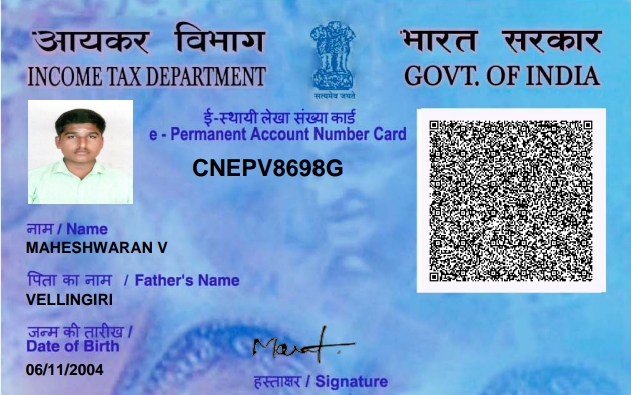 आयकर विभाग
INCOME TAX DEPARTMENT
सत्यमेव जयते
भारत सरकार
GOVT. OF INDIA
ई-स्थायी लेखा संख्या कार्ड
e - Permanent Account Number Card
CNEPV8698G
नाम / Name
MAHESHWARAN V
पिता का नाम / Father's Name
VELLINGIRI
जन्म की तारीख /
Date of Birth
06/11/2004
हस्ताक्षर / Signature